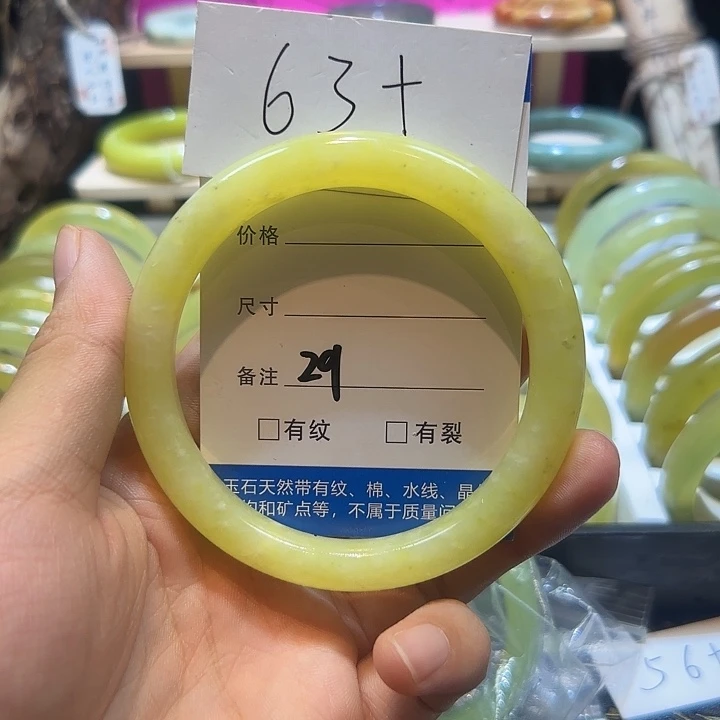 63+
价格
尺寸
备注 29
□有纹 □有裂
玉石天然带有纹、棉、水线、晶
和矿点等，不属于质量问
56+